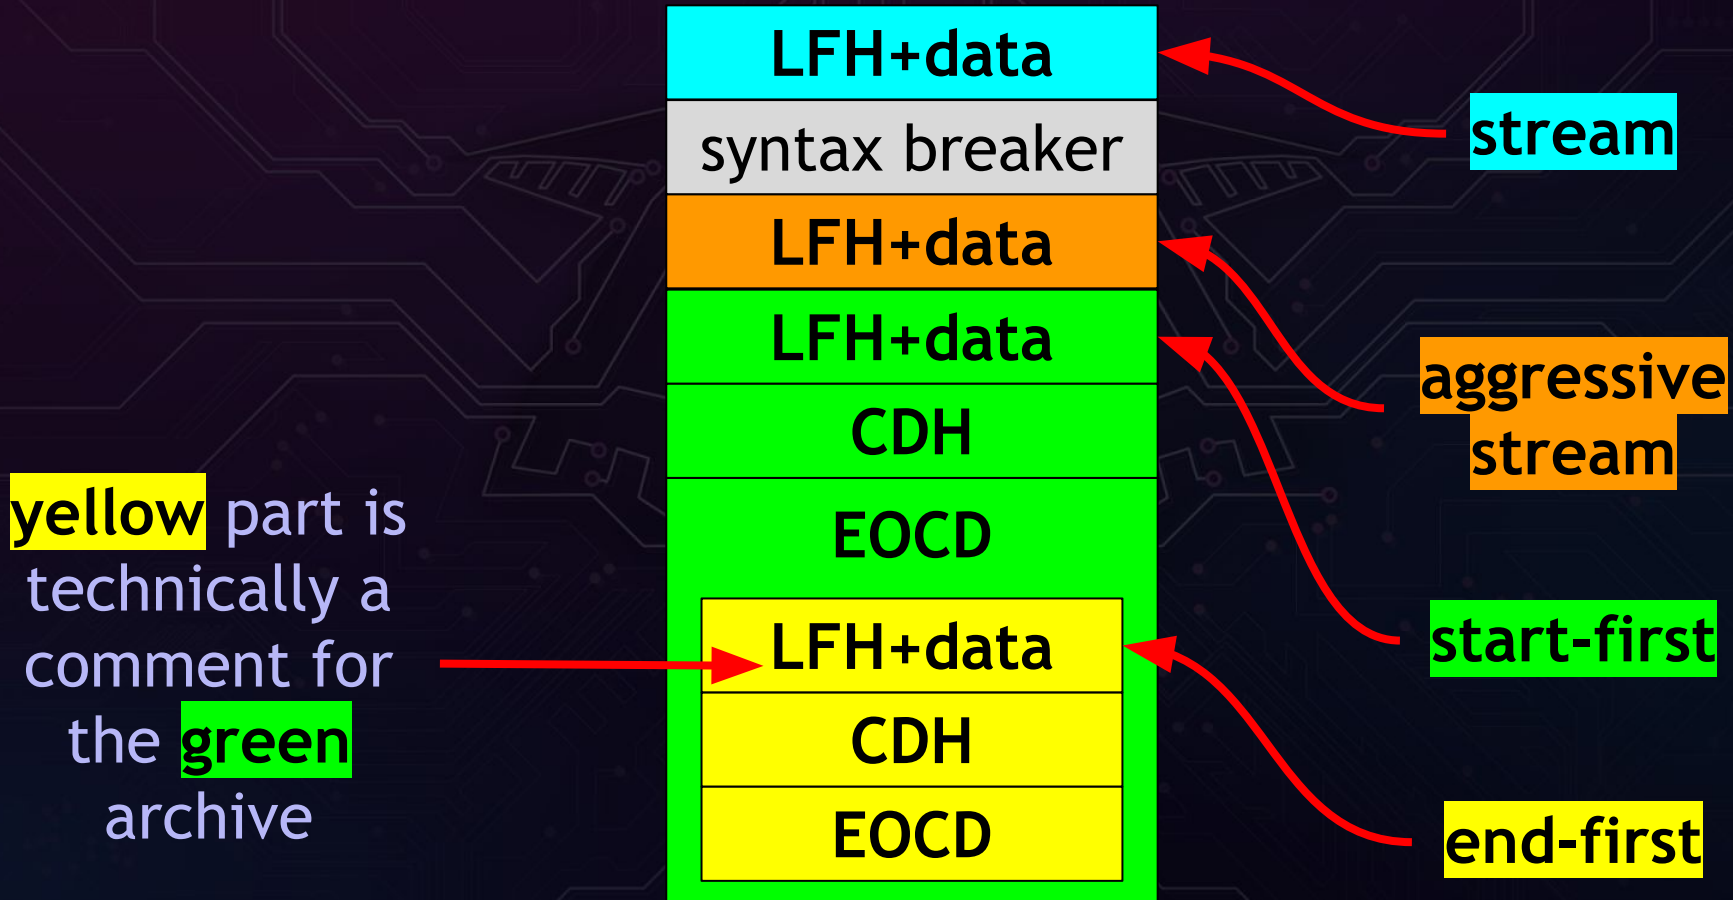 LFH+data
syntax breaker
LFH+data
LFH+data
CDH
EOCD
LFH+data
CDH
EOCD
yellow part is
technically a
comment for
the green
archive
stream
aggressive
stream
start-first
end-first